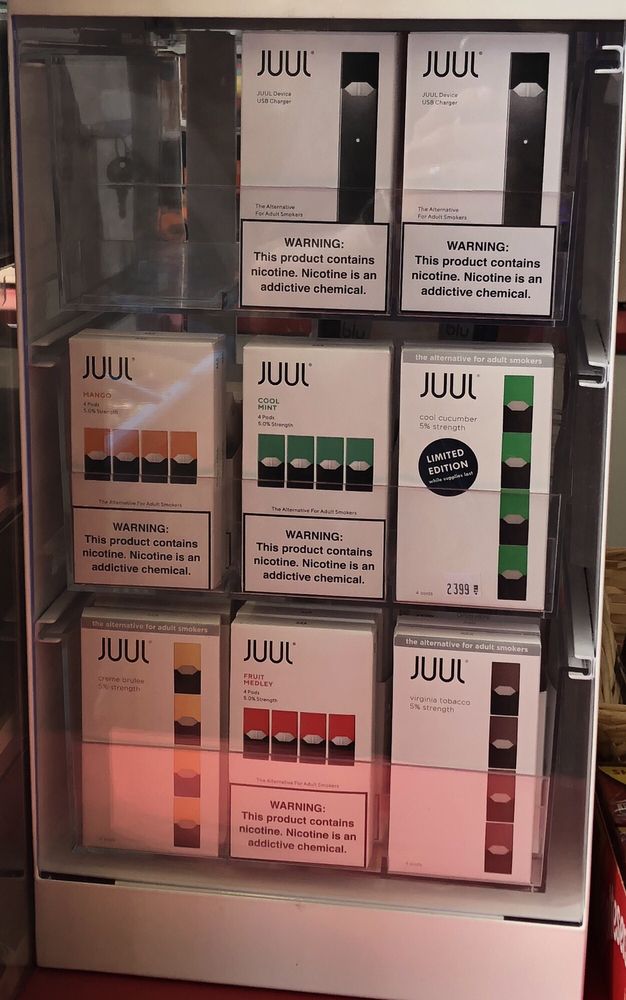 JUUL
JUUL Device
USB Charger
The Alternative
For Adult Smokers
WARNING:
This product contains
nicotine. Nicotine is an
addictive chemical.
JUUL
JUUL Device
USB Charger
The Alternative
For Adult Smokers
WARNING:
This product contains
nicotine. Nicotine is an
addictive chemical.
blu
blu
JUUL
MANGO
4 Pods
5.0% Strength
The Alternative For Adult Smokers
WARNING:
This product contains
nicotine. Nicotine is an
addictive chemical.
JUUL
COOL
MINT
4 Pods
5.0% Strength
The Alternative For Adult Smokers
WARNING:
This product contains
nicotine. Nicotine is an
addictive chemical.
the alternative for adult smokers
JUUL
cool cucumber
5% strength
LIMITED
EDITION
while supplies last
4 pods
2399
the alternative for adult smokers
JUUL
creme brulee
5% strength
JUUL
FRUIT
MEDLEY
4 Pods
5.0% Strength
The Alternative For Adult Smokers
WARNING:
This product contains
nicotine. Nicotine is an
addictive chemical.
the alternative for adult smokers
JUUL
virginia tobacco
5% strength
4 pods